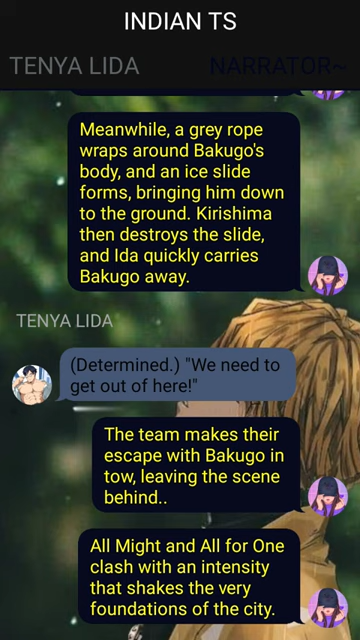 INDIAN TS
TENYA LIDA
NARRATOR~
Meanwhile, a grey rope
wraps around Bakugo's
body, and an ice slide
forms, bringing him down
to the ground. Kirishima
then destroys the slide,
and Ida quickly carries
Bakugo away.
TENYA LIDA
(Determined.) "We need to
get out of here!"
The team makes their
escape with Bakugo in
tow, leaving the scene
behind..
All Might and All for One
clash with an intensity
that shakes the very
foundations of the city.